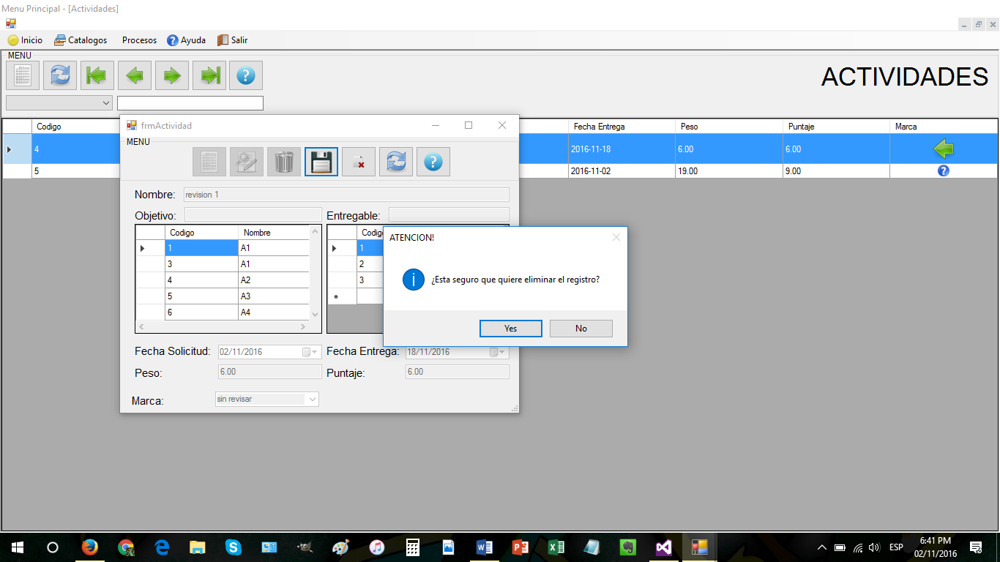 Menu Principal - [Actividades]
Inicio Catalogos Procesos Ayuda Salir
MENU
ACTIVIDADES
Codigo Fecha Entrega Peso Puntaje Marca
4 2016-11-18 6.00 6.00
5 2016-11-02 19.00 9.00
frmActividad
MENU
Nombre: revision 1
Objetivo: Entregable:
Codigo Nombre
1 A1
3 A1
4 A2
5 A3
6 A4
Codig
1
2
3
*
ATENCION!
¿Esta seguro que quiere eliminar el registro?
Yes No
Fecha Solicitud: 02/11/2016 Fecha Entrega: 18/11/2016
Peso: 6.00 Puntaje: 6.00
Marca: sin revisar
ESP
6:41 PM
02/11/2016